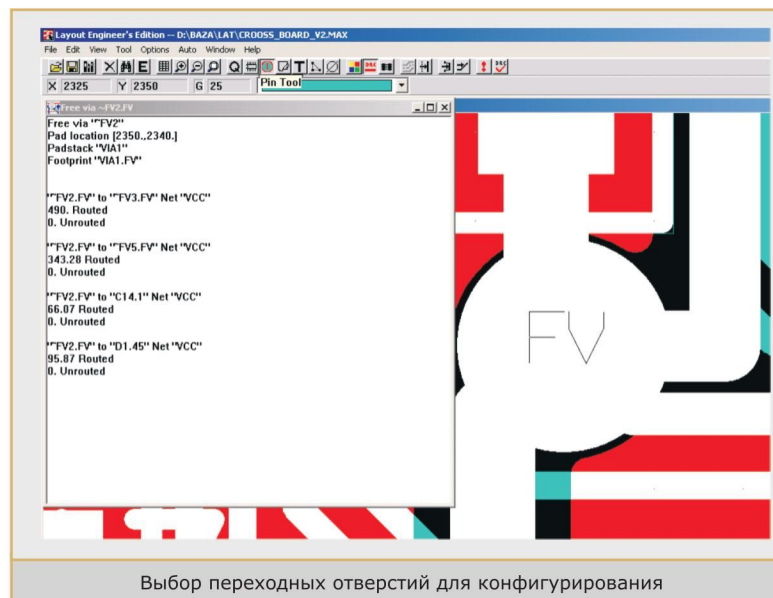 Layout Engineer's Edition -- D:\BAZA\LAT\CROOSS_BOARD_V2.MAX
File Edit View Tool Options Auto Window Help
X 2325 Y 2350 G 25
Pin Tool
Free via ~FV2.FV
Free via "~FV2"
Pad location [2350.,2340.]
Padstack "VIA1"
Footprint "VIA1.FV"
"~FV2.FV" to "~FV3.FV" Net "VCC"
490. Routed
0. Unrouted
"~FV2.FV" to "~FV5.FV" Net "VCC"
343.28 Routed
0. Unrouted
"~FV2.FV" to "C14.1" Net "VCC"
66.07 Routed
0. Unrouted
"~FV2.FV" to "D1.45" Net "VCC"
95.87 Routed
0. Unrouted
FV
Выбор переходных отверстий для конфигурирования